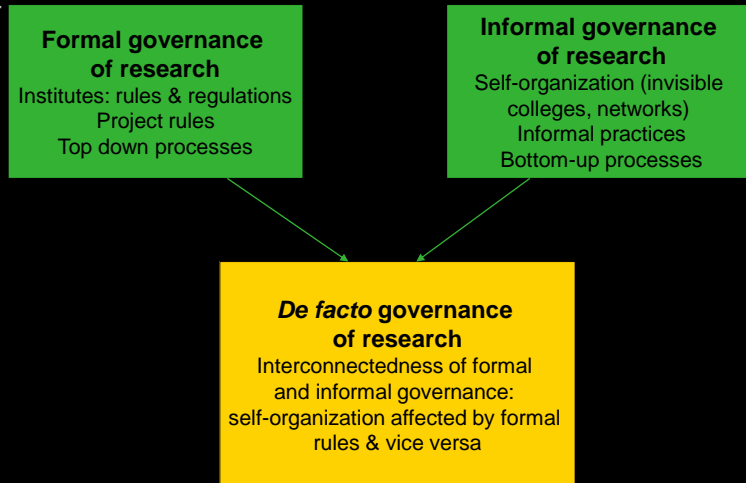 Formal governance
of research
Institutes: rules & regulations
Project rules
Top down processes
Informal governance
of research
Self-organization (invisible
colleges, networks)
Informal practices
Bottom-up processes
De facto governance
of research
Interconnectedness of formal
and informal governance:
self-organization affected by formal
rules & vice versa